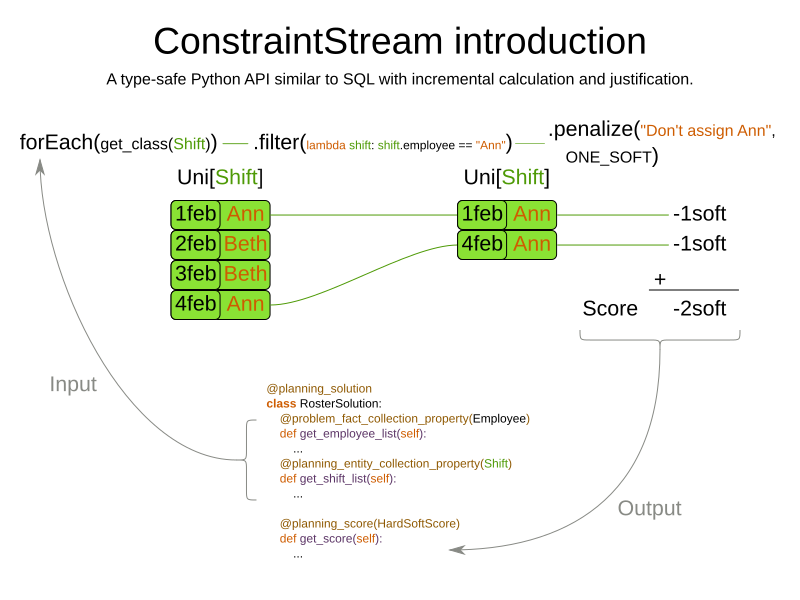 ConstraintStream introduction
A type-safe Python API similar to SQL with incremental calculation and justification.
forEach(get_class(Shift)) .filter(lambda shift: shift.employee == "Ann") .penalize("Don't assign Ann",
ONE_SOFT)
Uni[Shift] Uni[Shift]
1feb Ann 1feb Ann -1soft
2feb Beth 4feb Ann -1soft
3feb Beth
+
4feb Ann Score -2soft
Input
@planning_solution
class RosterSolution:
@problem_fact_collection_property(Employee)
def get_employee_list(self):
...
@planning_entity_collection_property(Shift)
def get_shift_list(self):
...
Output
@planning_score(HardSoftScore)
def get_score(self):
...